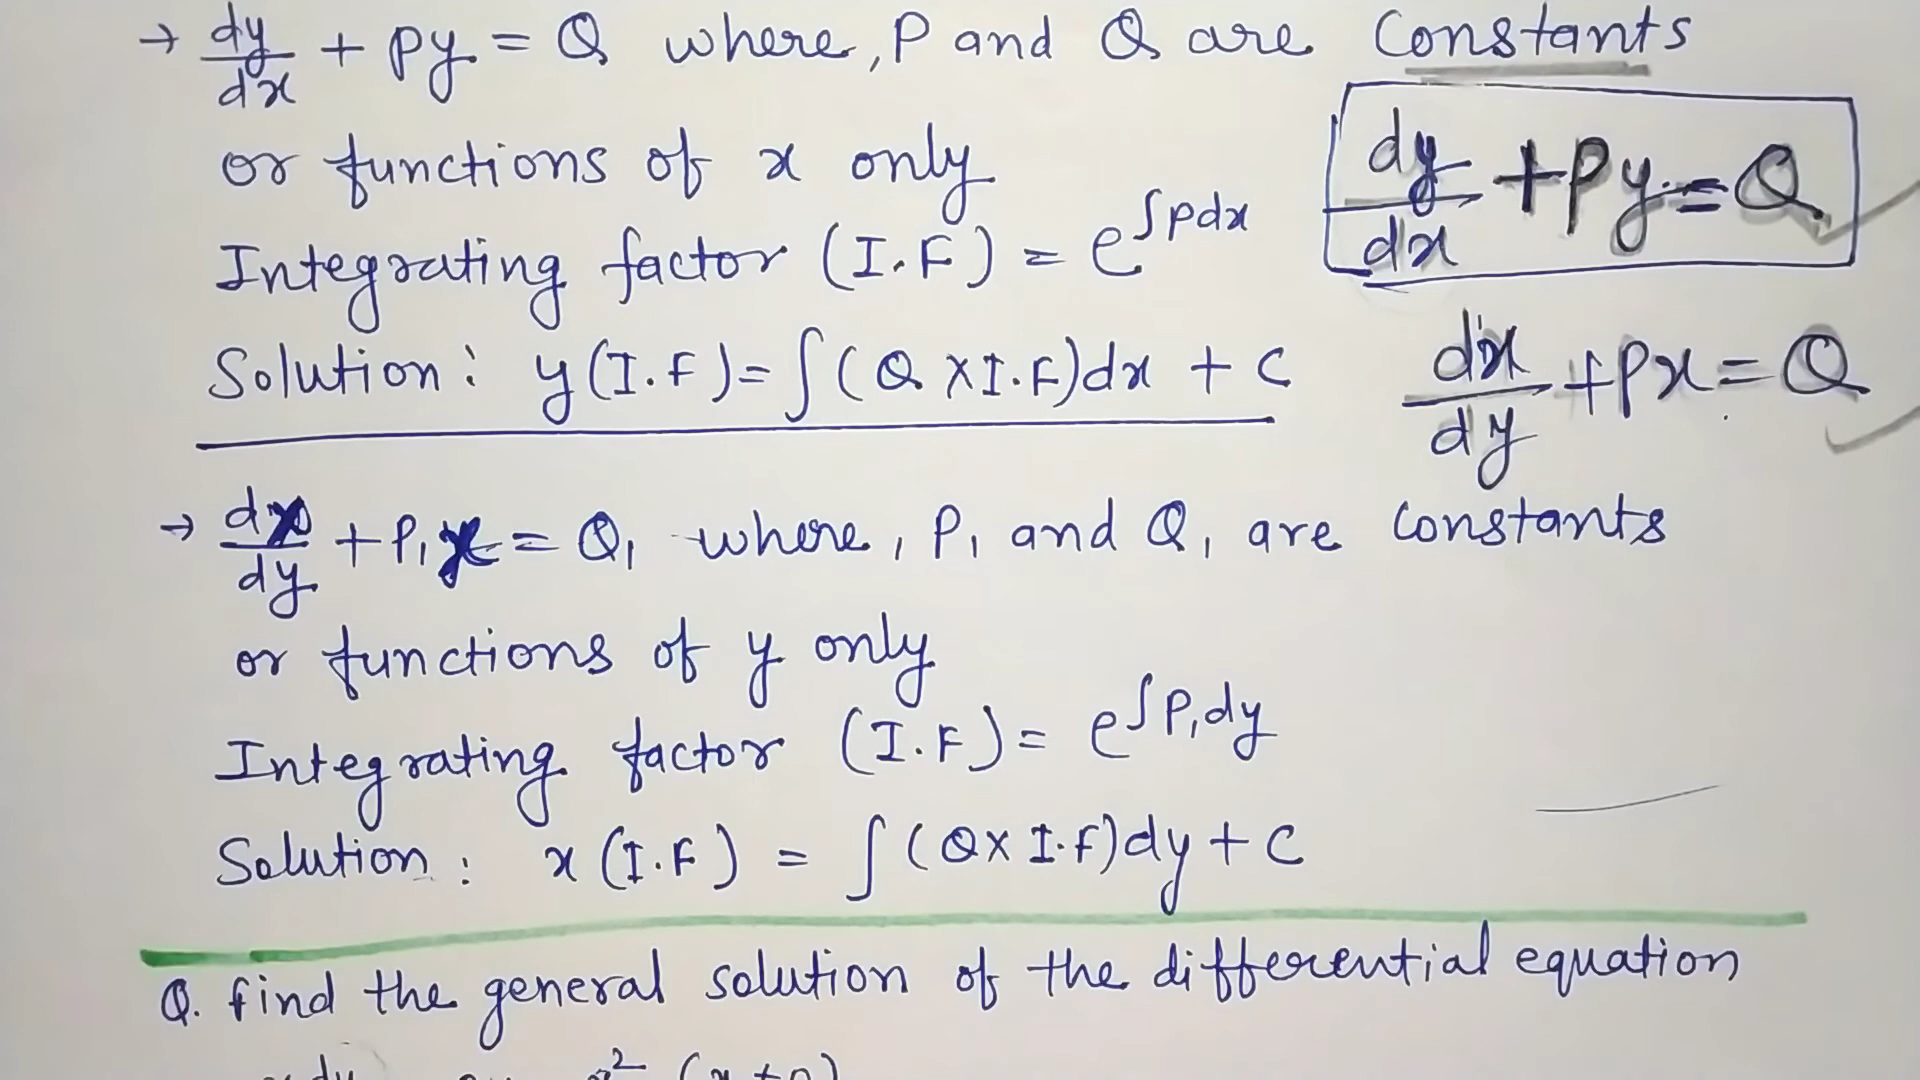 → dy/dx + Py = Q where, P and Q are Constants
or functions of x only
Integrating factor (I.F) = e^∫Pdx
Solution: y(I.F) = ∫(Q×I.F)dx + C
dy/dx + Py = Q
dx/dy + Px = Q
→ dx/dy + P₁x = Q₁ where, P₁ and Q₁ are constants
or functions of y only
Integrating factor (I.F) = e^∫P₁dy
Solution: x(I.F) = ∫(Q×I.F)dy + C
Q. find the general solution of the differential equation